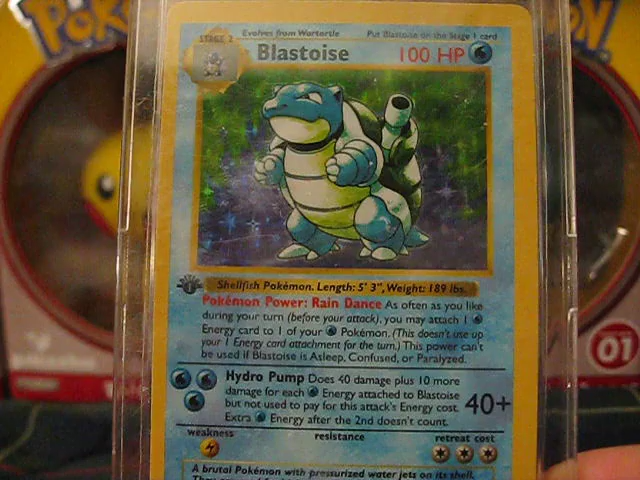 POK
ON
STAGE 2
Evolves from Wartortle
Put Blastoise on the Stage 1 card
Blastoise
100 HP
Shellfish Pokémon. Length: 5' 3", Weight: 189 lbs.
Pokémon Power: Rain Dance As often as you like
during your turn (before your attack), you may attach 1
Energy card to 1 of your Pokémon. (This doesn't use up
your 1 Energy card attachment for the turn.) This power can't
be used if Blastoise is Asleep, Confused, or Paralyzed.
Hydro Pump Does 40 damage plus 10 more
damage for each Energy attached to Blastoise
but not used to pay for this attack's Energy cost.
Extra Energy after the 2nd doesn't count.
40+
weakness
resistance
retreat cost
A brutal Pokémon with pressurized water jets on its shell.
01